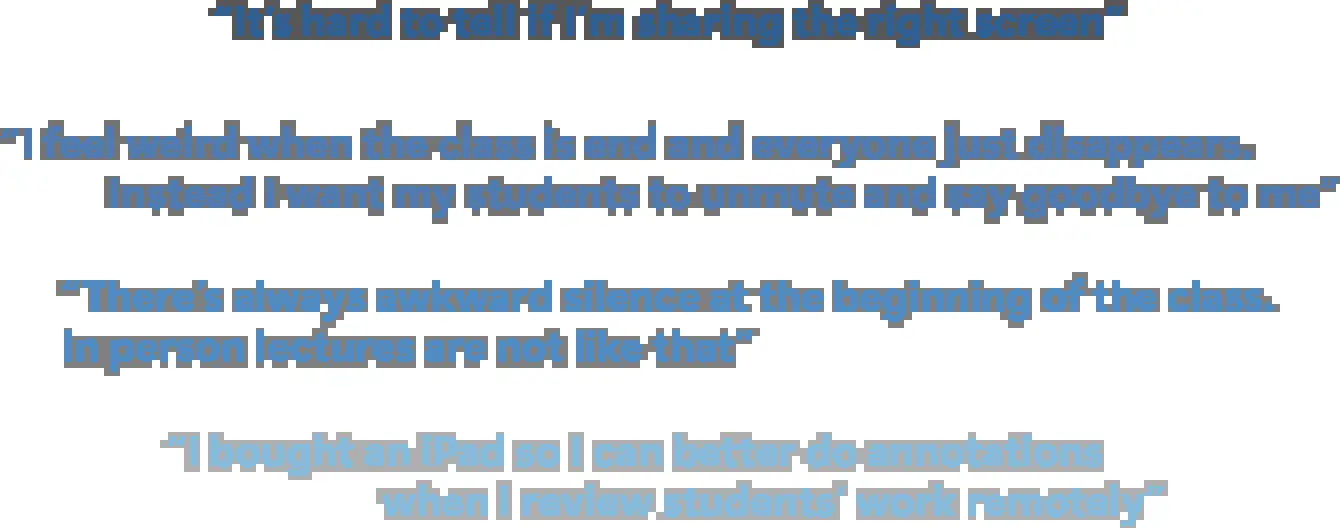 "It's hard to tell if I'm sharing the right screen"
"I feel weird when the class is end and everyone just disappears.
Instead I want my students to unmute and say goodbye to me"
"There's always awkward silence at the beginning of the class.
In person lectures are not like that"
"I bought an iPad so I can better do annotations
when I review students' work remotely"